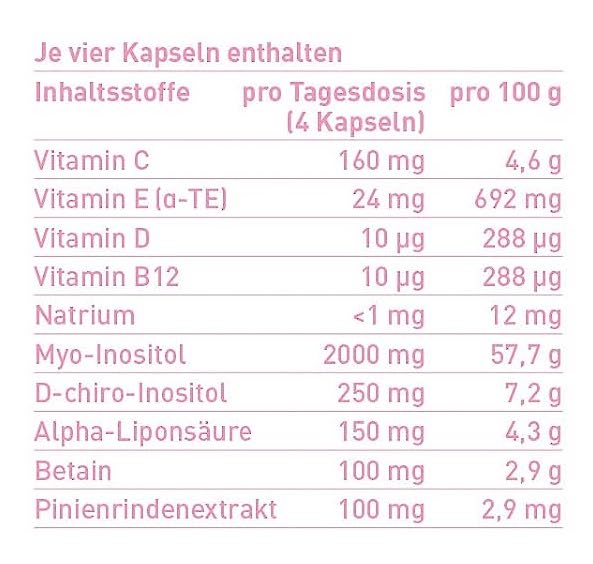 Je vier Kapseln enthalten
Inhaltsstoffe pro Tagesdosis pro 100 g
(4 Kapseln)
Vitamin C 160 mg 4,6 g
Vitamin E (α-TE) 24 mg 692 mg
Vitamin D 10 µg 288 µg
Vitamin B12 10 µg 288 µg
Natrium <1 mg 12 mg
Myo-Inositol 2000 mg 57,7 g
D-chiro-Inositol 250 mg 7,2 g
Alpha-Liponsäure 150 mg 4,3 g
Betain 100 mg 2,9 g
Pinienrindenextrakt 100 mg 2,9 mg